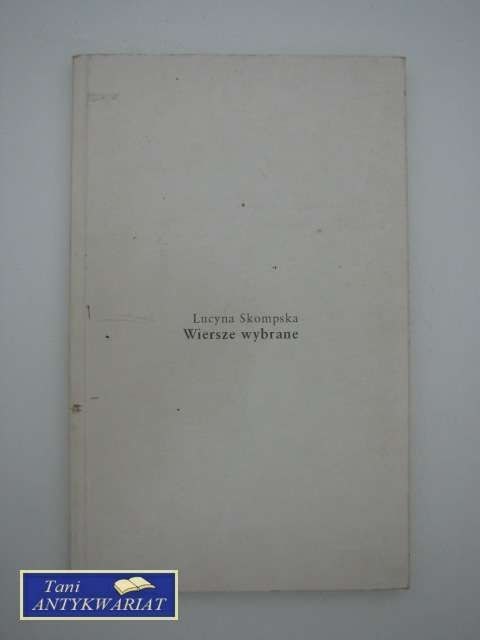 Lucyna Skompska
Wiersze wybrane
Tani
ANTYKWARIAT